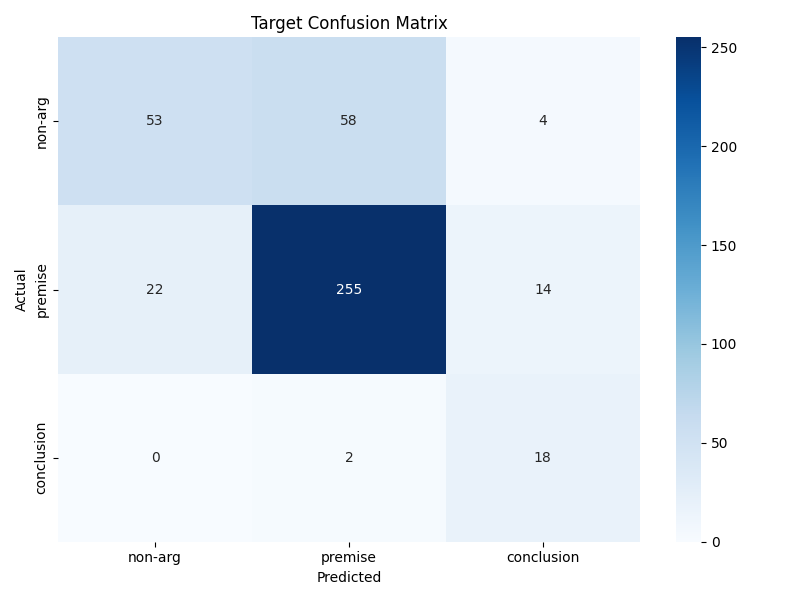 Target Confusion Matrix
Actual
non-arg
premise
conclusion
53 58 4
22 255 14
0 2 18
non-arg premise conclusion
Predicted
250
200
150
100
50
0